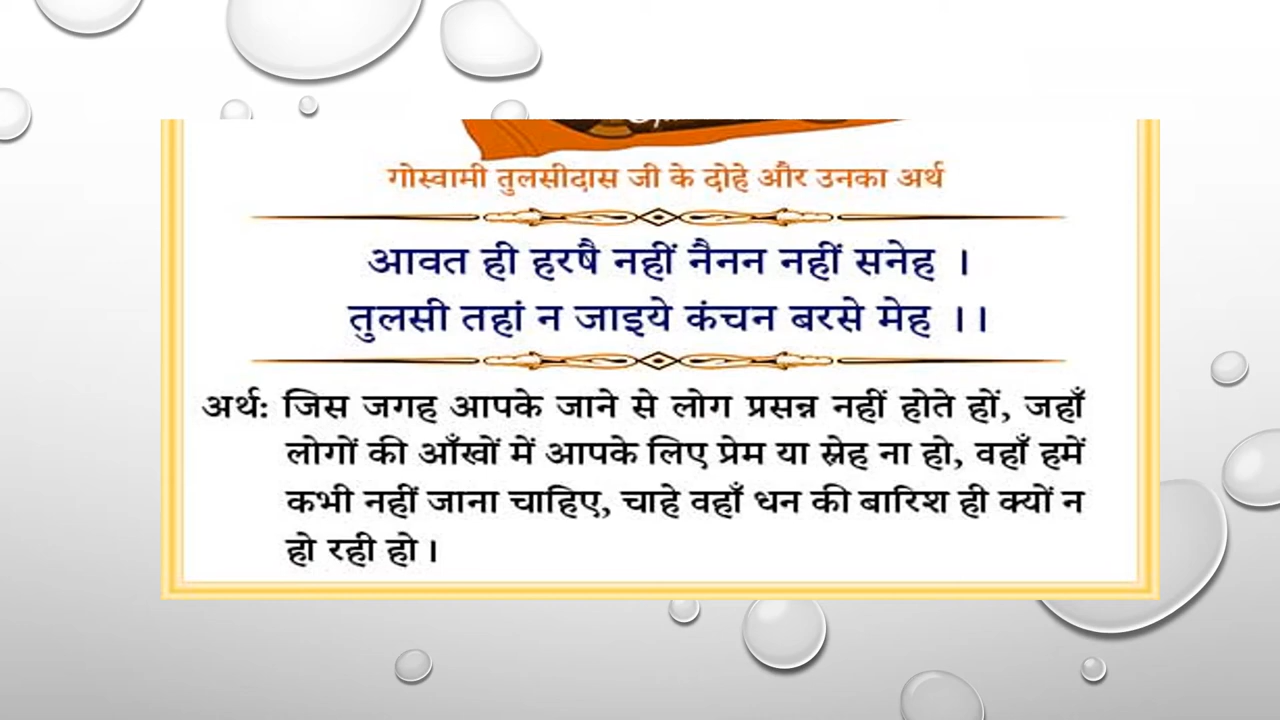 गोस्वामी तुलसीदास जी के दोहे और उनका अर्थ
आवत ही हरषै नहीं नैनन नहीं सनेह ।
तुलसी तहां न जाइये कंचन बरसे मेह ।।
अर्थ: जिस जगह आपके जाने से लोग प्रसन्न नहीं होते हों, जहाँ
लोगों की आँखों में आपके लिए प्रेम या स्नेह ना हो, वहाँ हमें
कभी नहीं जाना चाहिए, चाहे वहाँ धन की बारिश ही क्यों न
हो रही हो ।